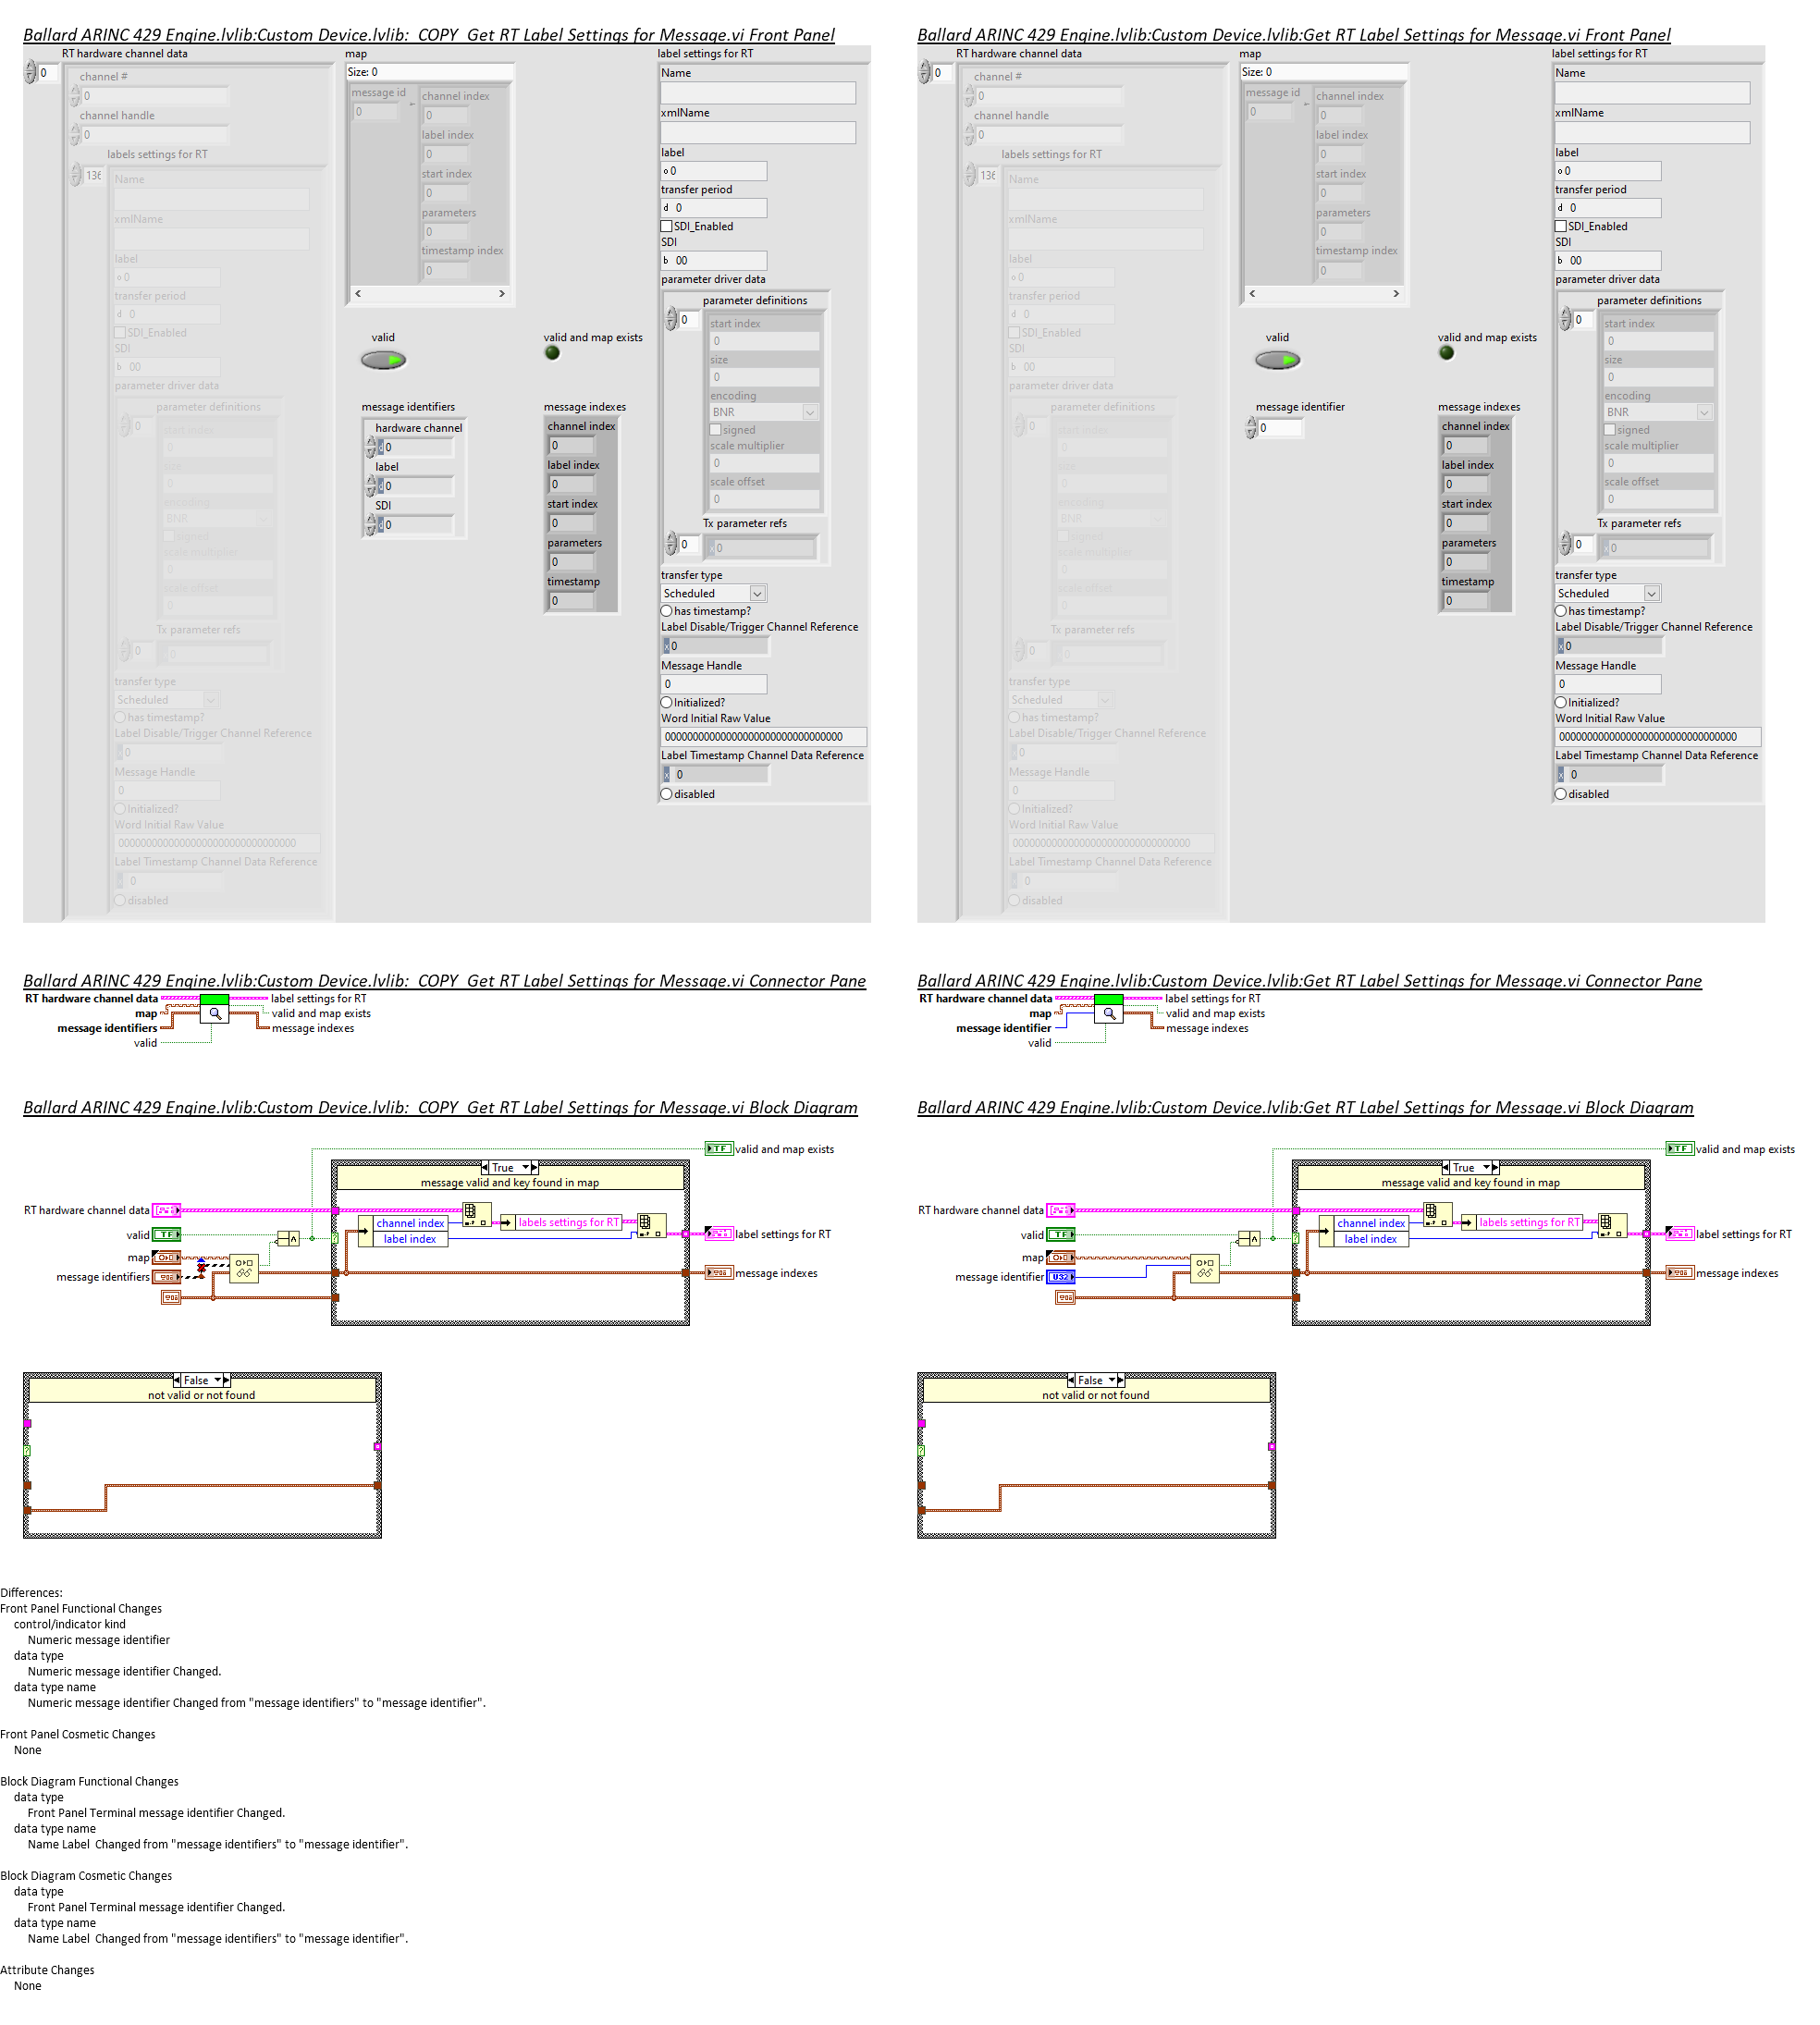 Ballard ARINC 429 Engine.lvlib:Custom Device.lvlib:  COPY  Get RT Label Settings for Message.vi Front Panel
RT hardware channel data
0
channel #
0
channel handle
0
labels settings for RT
136
Name
xmlName
label
o 0
transfer period
d 0
SDI_Enabled
SDI
b 00
parameter driver data
parameter definitions
0
start index
0
size
0
encoding
BNR
signed
scale multiplier
0
scale offset
0
Tx parameter refs
0
0
transfer type
Scheduled
has timestamp?
Label Disable/Trigger Channel Reference
0
Message Handle
0
Initialized?
Word Initial Raw Value
00000000000000000000000000000000
Label Timestamp Channel Data Reference
x 0
disabled
map
Size: 0
message id
0
channel index
0
label index
0
start index
0
parameters
0
timestamp index
0
valid
valid and map exists
message identifiers
hardware channel
d 0
label
d 0
SDI
d 0
message indexes
channel index
0
label index
0
start index
0
parameters
0
timestamp
0
label settings for RT
Name
xmlName
label
o 0
transfer period
d 0
SDI_Enabled
SDI
b 00
parameter driver data
parameter definitions
0
start index
0
size
0
encoding
BNR
signed
scale multiplier
0
scale offset
0
Tx parameter refs
0
x 0
transfer type
Scheduled
has timestamp?
Label Disable/Trigger Channel Reference
x 0
Message Handle
0
Initialized?
Word Initial Raw Value
00000000000000000000000000000000
Label Timestamp Channel Data Reference
x 0
disabled
Ballard ARINC 429 Engine.lvlib:Custom Device.lvlib:Get RT Label Settings for Message.vi Front Panel
RT hardware channel data
0
channel #
0
channel handle
0
labels settings for RT
136
Name
xmlName
label
o 0
transfer period
d 0
SDI_Enabled
SDI
b 00
parameter driver data
parameter definitions
0
start index
0
size
0
encoding
BNR
signed
scale multiplier
0
scale offset
0
Tx parameter refs
0
0
transfer type
Scheduled
has timestamp?
Label Disable/Trigger Channel Reference
0
Message Handle
0
Initialized?
Word Initial Raw Value
00000000000000000000000000000000
Label Timestamp Channel Data Reference
x 0
disabled
map
Size: 0
message id
0
channel index
0
label index
0
start index
0
parameters
0
timestamp index
0
valid
valid and map exists
message identifier
0
message indexes
channel index
0
label index
0
start index
0
parameters
0
timestamp
0
label settings for RT
Name
xmlName
label
o 0
transfer period
d 0
SDI_Enabled
SDI
b 00
parameter driver data
parameter definitions
0
start index
0
size
0
encoding
BNR
signed
scale multiplier
0
scale offset
0
Tx parameter refs
0
x 0
transfer type
Scheduled
has timestamp?
Label Disable/Trigger Channel Reference
x 0
Message Handle
0
Initialized?
Word Initial Raw Value
00000000000000000000000000000000
Label Timestamp Channel Data Reference
x 0
disabled
Ballard ARINC 429 Engine.lvlib:Custom Device.lvlib:  COPY  Get RT Label Settings for Message.vi Connector Pane
RT hardware channel data
map
message identifiers
valid
label settings for RT
valid and map exists
message indexes
Ballard ARINC 429 Engine.lvlib:Custom Device.lvlib:Get RT Label Settings for Message.vi Connector Pane
RT hardware channel data
map
message identifier
valid
label settings for RT
valid and map exists
message indexes
Ballard ARINC 429 Engine.lvlib:Custom Device.lvlib:  COPY  Get RT Label Settings for Message.vi Block Diagram
TF valid and map exists
True
message valid and key found in map
RT hardware channel data
valid TF
map
message identifiers
channel index
label index
labels settings for RT
label settings for RT
message indexes
False
not valid or not found
Ballard ARINC 429 Engine.lvlib:Custom Device.lvlib:Get RT Label Settings for Message.vi Block Diagram
TF valid and map exists
True
message valid and key found in map
RT hardware channel data
valid TF
map
message identifier U32
channel index
label index
labels settings for RT
label settings for RT
message indexes
False
not valid or not found
Differences:
Front Panel Functional Changes
control/indicator kind
Numeric message identifier
data type
Numeric message identifier Changed.
data type name
Numeric message identifier Changed from "message identifiers" to "message identifier".
Front Panel Cosmetic Changes
None
Block Diagram Functional Changes
data type
Front Panel Terminal message identifier Changed.
data type name
Name Label  Changed from "message identifiers" to "message identifier".
Block Diagram Cosmetic Changes
data type
Front Panel Terminal message identifier Changed.
data type name
Name Label  Changed from "message identifiers" to "message identifier".
Attribute Changes
None